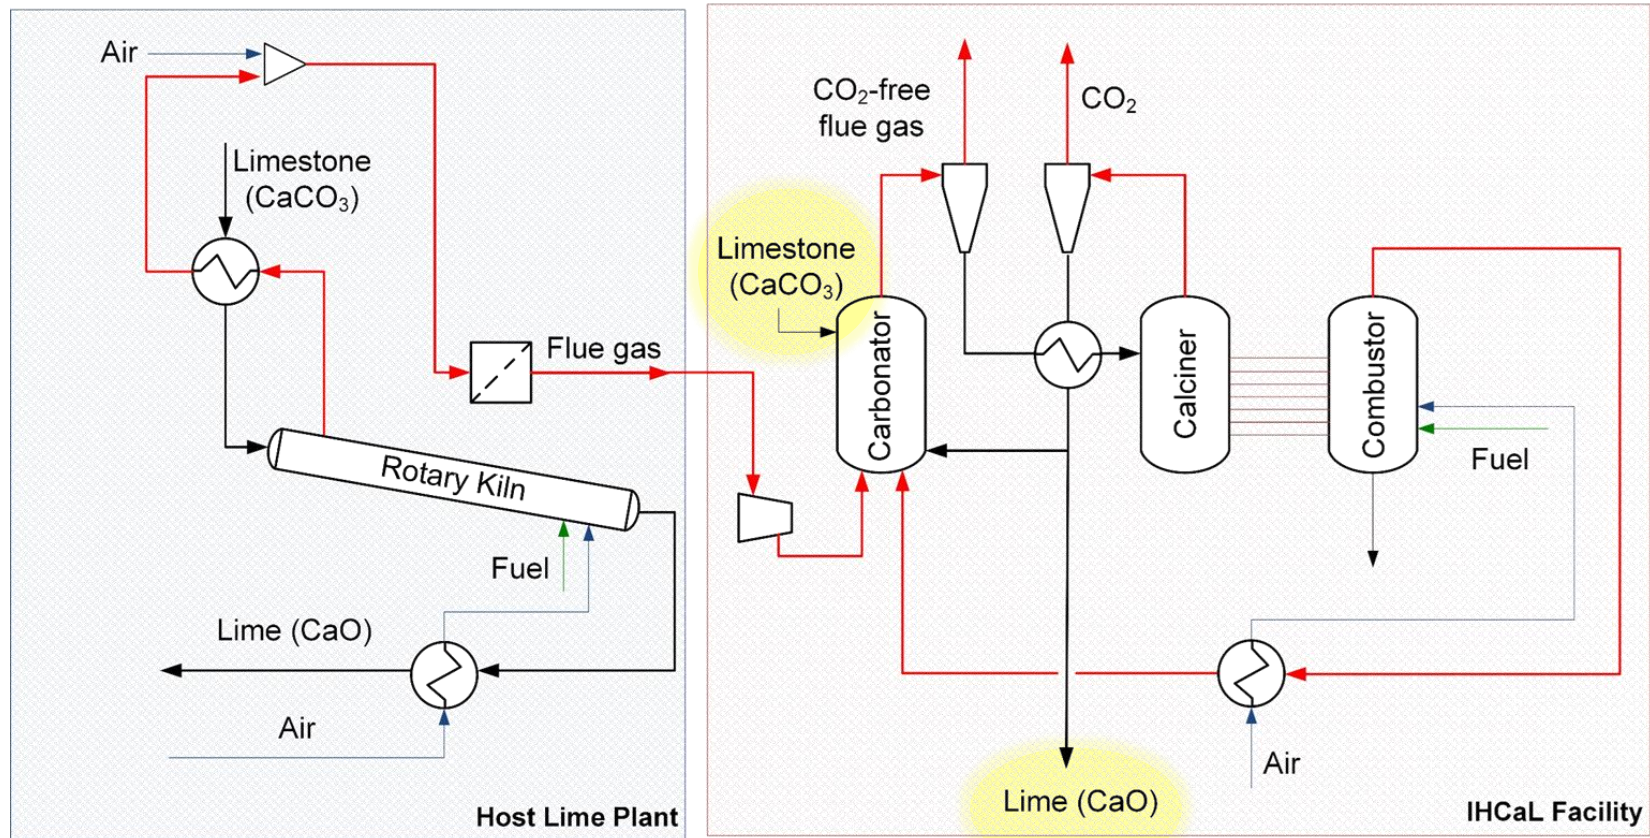 Air
Limestone
(CaCO₃)
Flue gas
Rotary Kiln
Fuel
Lime (CaO)
Air
Host Lime Plant
CO₂-free
flue gas
CO₂
Limestone
(CaCO₃)
Carbonator
Calciner
Combustor
Fuel
Air
Lime (CaO)
IHCaL Facility